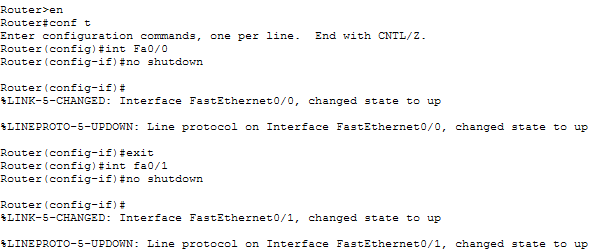 Router>en
Router#conf t
Enter configuration commands, one per line.  End with CNTL/Z.
Router(config)#int Fa0/0
Router(config-if)#no shutdown
Router(config-if)#
%LINK-5-CHANGED: Interface FastEthernet0/0, changed state to up
%LINEPROTO-5-UPDOWN: Line protocol on Interface FastEthernet0/0, changed state to up
Router(config-if)#exit
Router(config)#int fa0/1
Router(config-if)#no shutdown
Router(config-if)#
%LINK-5-CHANGED: Interface FastEthernet0/1, changed state to up
%LINEPROTO-5-UPDOWN: Line protocol on Interface FastEthernet0/1, changed state to up